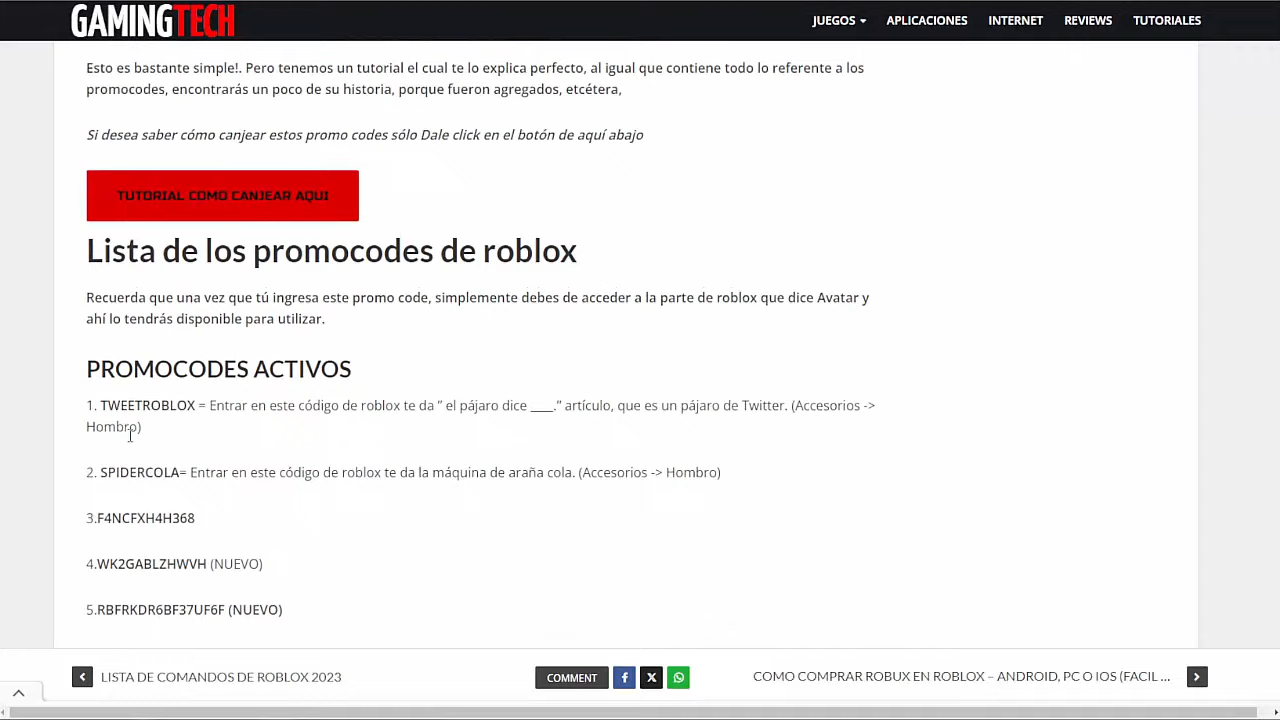 GAMINGTECH
JUEGOS
APLICACIONES
INTERNET
REVIEWS
TUTORIALES
Esto es bastante simple!. Pero tenemos un tutorial el cual te lo explica perfecto, al igual que contiene todo lo referente a los
promocodes, encontrarás un poco de su historia, porque fueron agregados, etcétera,
Si desea saber cómo canjear estos promo codes sólo Dale click en el botón de aquí abajo
TUTORIAL COMO CANJEAR AQUI
Lista de los promocodes de roblox
Recuerda que una vez que tú ingresa este promo code, simplemente debes de acceder a la parte de roblox que dice Avatar y
ahí lo tendrás disponible para utilizar.
PROMOCODES ACTIVOS
1. TWEETROBLOX = Entrar en este código de roblox te da ” el pájaro dice ____.” artículo, que es un pájaro de Twitter. (Accesorios ->
Hombro)
2. SPIDERCOLA= Entrar en este código de roblox te da la máquina de araña cola. (Accesorios -> Hombro)
3.F4NCFXH4H368
4.WK2GABLZHWVH (NUEVO)
5.RBFRKDR6BF37UF6F (NUEVO)
LISTA DE COMANDOS DE ROBLOX 2023
COMMENT
COMO COMPRAR ROBUX EN ROBLOX – ANDROID, PC O IOS (FACIL ...